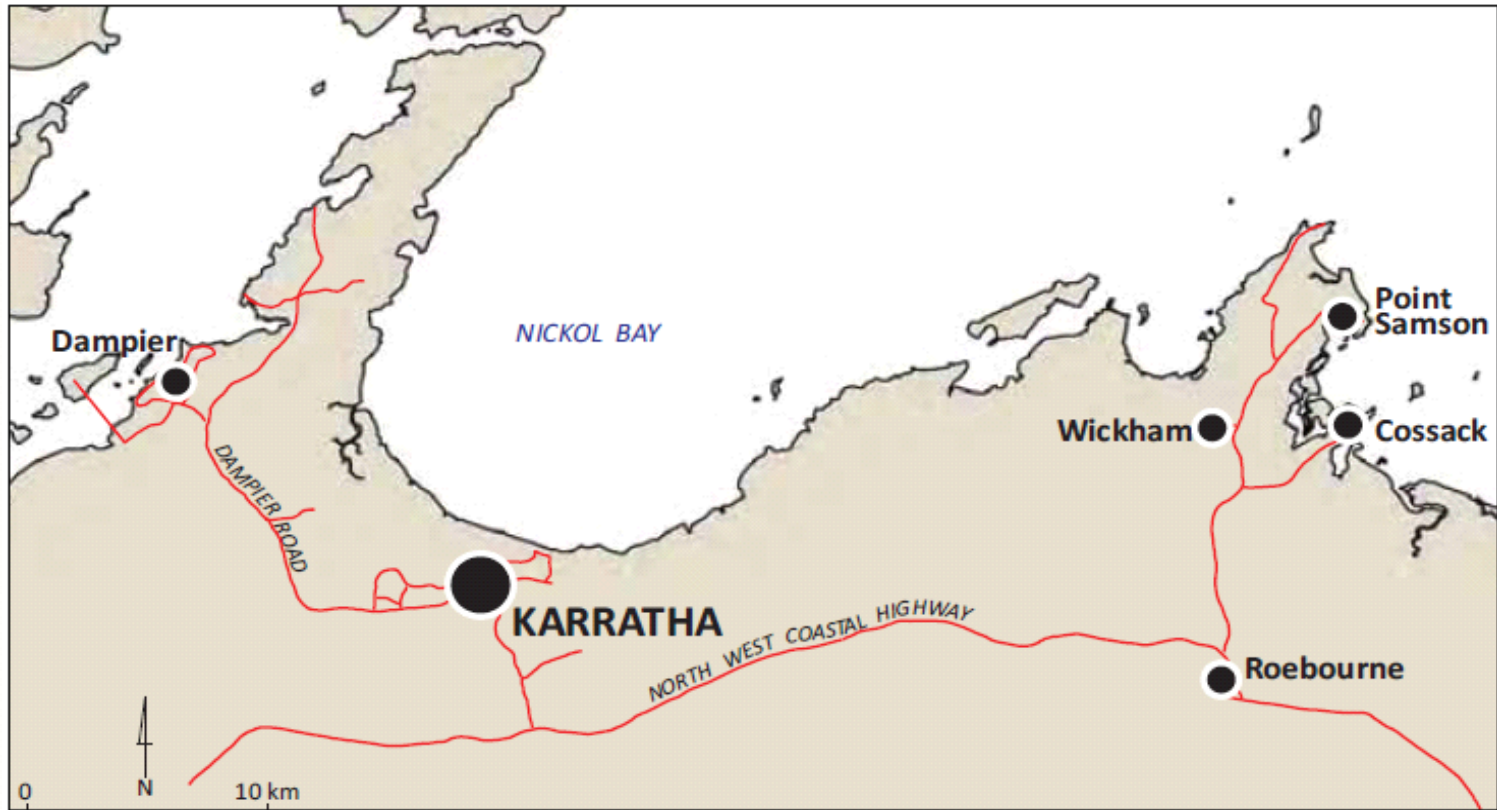 Point
Samson
NICKOL BAY
Dampier
Wickham
Cossack
DAMPIER ROAD
KARRATHA
NORTH WEST COASTAL HIGHWAY
Roebourne
N
0
10 km